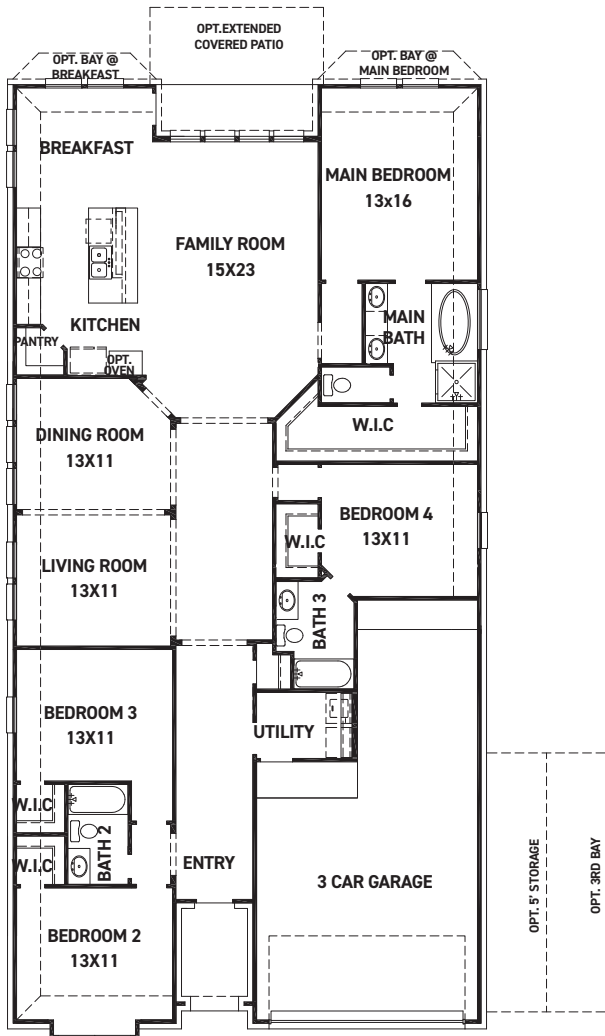 OPT.EXTENDED
COVERED PATIO
OPT. BAY @
BREAKFAST
OPT. BAY @
MAIN BEDROOM
BREAKFAST
MAIN BEDROOM
13x16
FAMILY ROOM
15X23
KITCHEN
MAIN
BATH
PANTRY
OPT.
OVEN
W.I.C
DINING ROOM
13X11
BEDROOM 4
13X11
W.I.C
LIVING ROOM
13X11
BATH 3
BEDROOM 3
13X11
UTILITY
W.I.C
BATH 2
W.I.C
ENTRY
3 CAR GARAGE
OPT. 5' STORAGE
OPT. 3RD BAY
BEDROOM 2
13X11